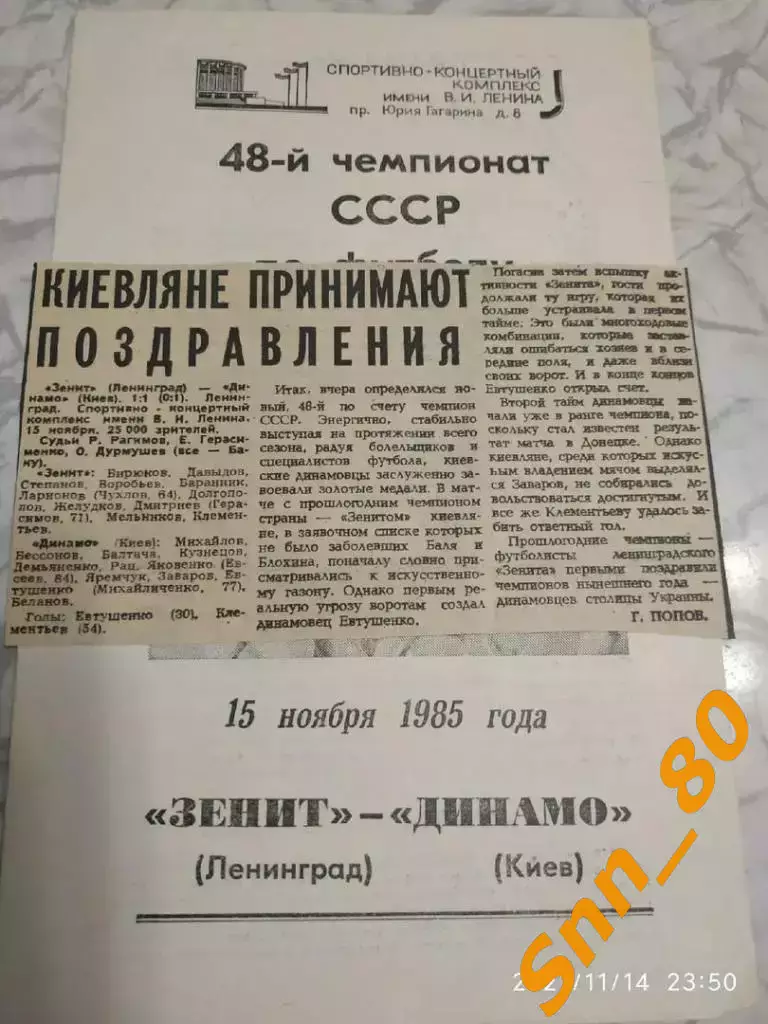 СПОРТИВНО-КОНЦЕРТНЫЙ
КОМПЛЕКС
ИМЕНИ В. И. ЛЕНИНА
пр. Юрия Гагарина д. 8
48-й чемпионат
СССР
по футболу
КИЕВЛЯНЕ ПРИНИМАЮТ
ПОЗДРАВЛЕНИЯ
«Зенит» (Ленинград) — «Ди-
намо» (Киев). 1:1 (0:1). Ленин-
град. Спортивно - концертный
комплекс имени В. И. Ленина.
15 ноября. 25 000 зрителей.
Судьи Р. Рагимов, Е. Гераси-
менко, О. Дурмушев (все — Ба-
ку).
«Зенит»: Бирюков, Давыдов,
Степанов, Воробьев, Баранник,
Ларионов (Чухлов, 64), Долгопо-
лов, Желудков, Дмитриев (Гера-
симов, 71), Мельников, Клемен-
тьев.
«Динамо» (Киев): Михайлов,
Бессонов, Балтача, Кузнецов,
Демьяненко, Рац, Яковенко (Ев-
сеев, 84), Яремчук, Заваров, Ев-
тушенко (Михайличенко, 77),
Беланов.
Голы: Евтушенко (30). Кле-
ментьев (54).
Итак, вчера определился но-
вый, 48-й по счету чемпион
СССР. Энергично, стабильно
выступая на протяжении всего
сезона, радуя болельщиков и
специалистов футбола, киев-
ские динамовцы заслуженно за-
воевали золотые медали. В мат-
че с прошлогодним чемпионом
страны — «Зенитом» киевля-
не, в заявочном списке которых
не было заболевших Баля и
Блохина, поначалу словно при-
сматривались к искусственно-
му газону. Однако первым ре-
альную угрозу воротам создал
динамовец Евтушенко.
Погасив затем вспышку ак-
тивности «Зенита», гости про-
должали ту игру, которая их
больше устраивала в первом
тайме. Это были многоходовые
комбинации, которые застав-
ляли ошибаться хозяев и в се-
редине поля, и даже вблизи
своих ворот. И в конце концов
Евтушенко открыл счет.
Второй тайм динамовцы на-
чали уже в ранге чемпиона, по-
скольку стал известен резуль-
тат матча в Донецке. Однако
киевляне, среди которых искус-
ным владением мячом выделял-
ся Заваров, не собирались до-
вольствоваться достигнутым. И
все же Клементьеву удалось за-
бить ответный гол.
Прошлогодние чемпионы —
футболисты ленинградского
«Зенита» первыми поздравили
чемпионов нынешнего года —
динамовцев столицы Украины.
Г. ПОПОВ.
15 ноября 1985 года
«ЗЕНИТ» – «ДИНАМО»
(Ленинград) (Киев)
snn_80
11/14 23:50